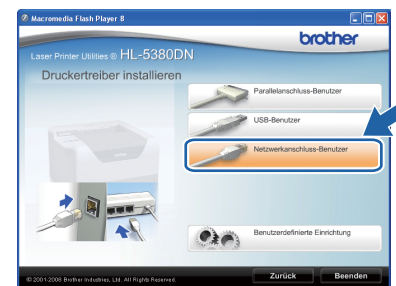 Macromedia Flash Player 8
brother
Laser Printer Utilities ® HL-5380DN
Druckertreiber installieren
Parallelanschluss-Benutzer
USB-Benutzer
Netzwerkanschluss-Benutzer
Benutzerdefinierte Einrichtung
© 2001-2008 Brother Industries, Ltd. All Rights Reserved.
Zurück
Beenden